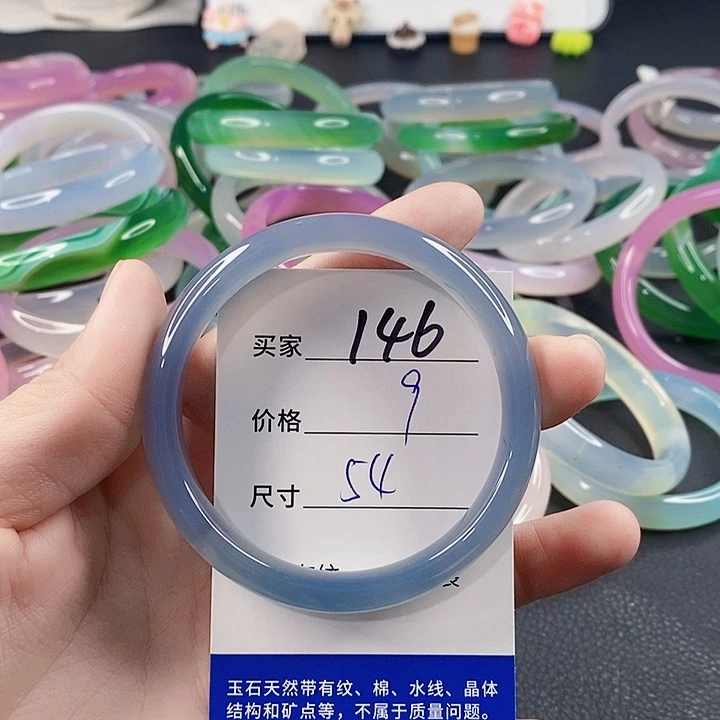 买家 146
价格 9
尺寸 54
玉石天然带有纹、棉、水线、晶体
结构和矿点等，不属于质量问题。